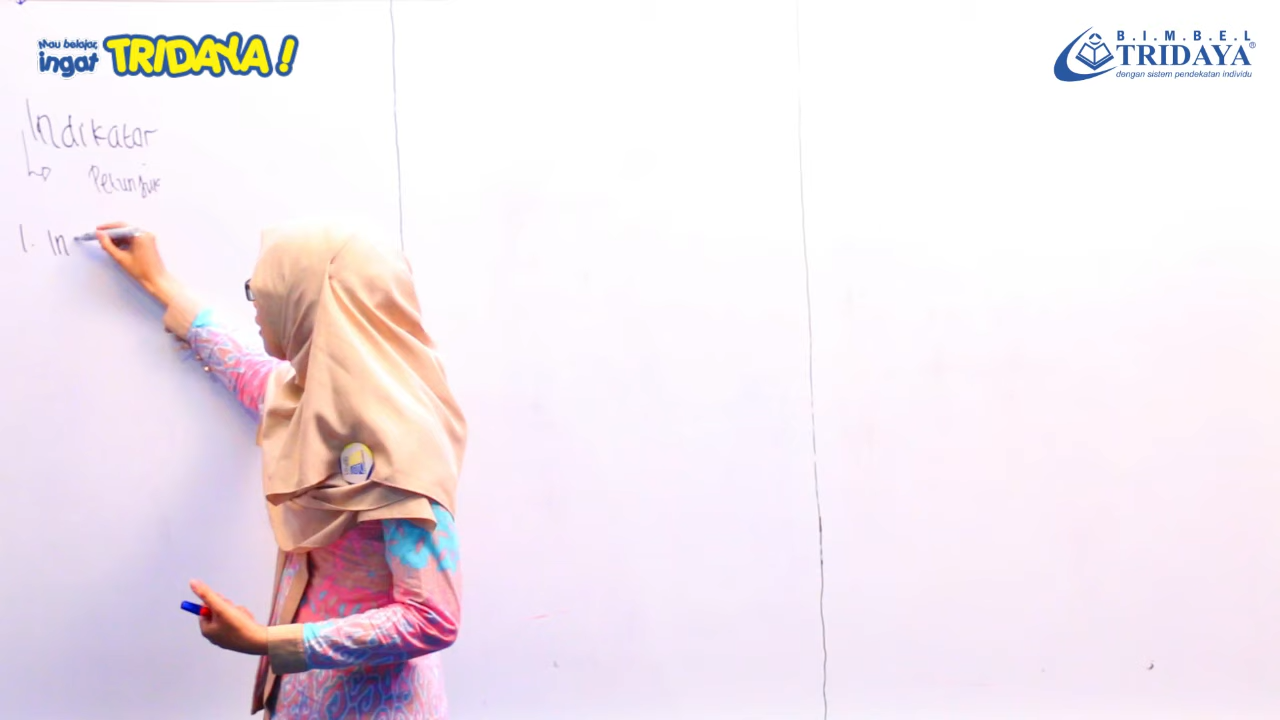 Mau belajar,
ingat TRIDAYA!
B.I.M.B.E.L
TRIDAYA®
dengan sistem pendekatan individu
Indikator
↳ Petunjuk
1. In